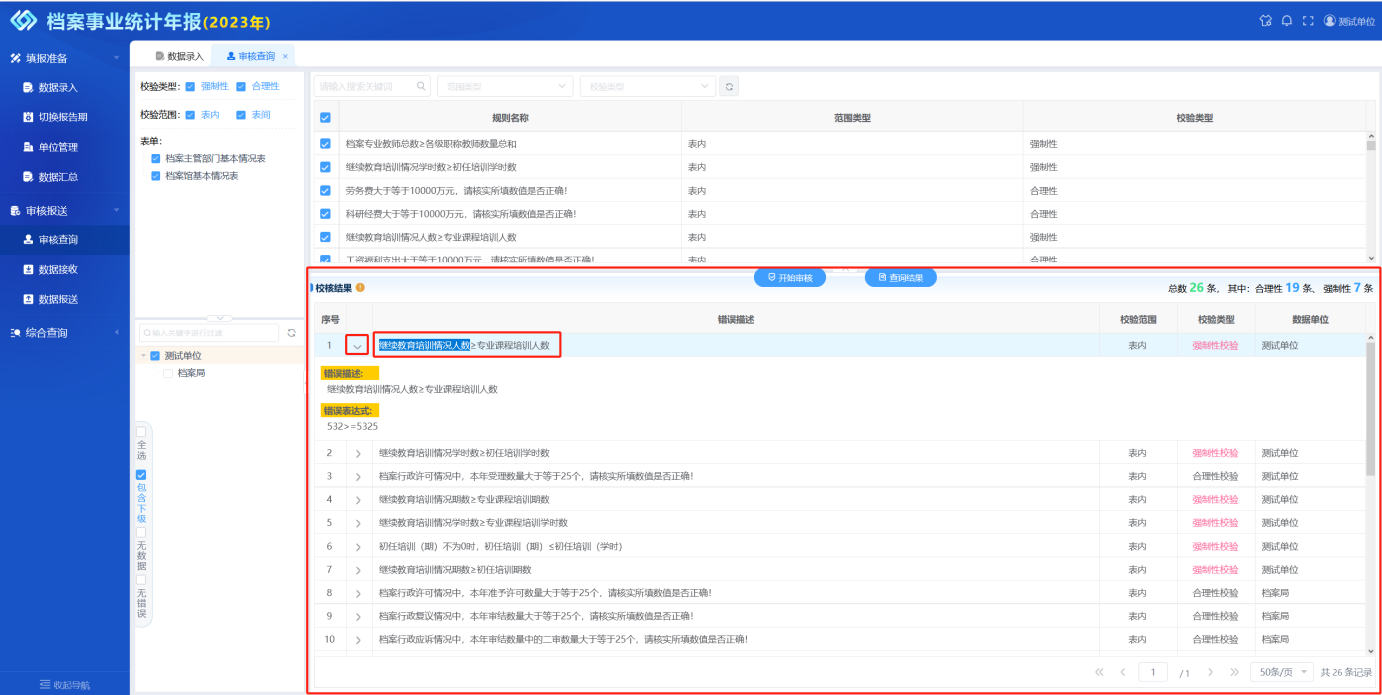 档案事业统计年报(2023年)
测试单位
填报准备
数据录入
切换报告期
单位管理
数据汇总
审核报送
审核查询
数据接收
数据报送
综合查询
收起导航
数据录入 审核查询 ×
校验类型: 强制性 合理性
校验范围: 表内 表间
表单:
档案主管部门基本情况表
档案馆基本情况表
输入关键字进行过滤
测试单位
档案局
全选
包含下级
无数据
无错误
请输入搜索关键词 范围类型 校验类型
规则名称 范围类型 校验类型
档案专业教师总数≥各级职称教师数量总和 表内 强制性
继续教育培训情况学时数≥初任培训学时数 表内 强制性
劳务费大于等于10000万元，请核实所填数值是否正确! 表内 合理性
科研经费大于等于10000万元，请核实所填数值是否正确! 表内 合理性
继续教育培训情况人数≥专业课程培训人数 表内 强制性
工资福利支出大于等于10000万元，请核实所填数值是否正确! 表内 合理性
开始审核 查询结果
校核结果 总数 26 条，其中：合理性 19 条、强制性 7 条
序号 错误描述 校验范围 校验类型 数据单位
1 继续教育培训情况人数≥专业课程培训人数 表内 强制性校验 测试单位
错误描述:
继续教育培训情况人数≥专业课程培训人数
错误表达式:
532>=5325
2 继续教育培训情况学时数≥初任培训学时数 表内 强制性校验 测试单位
3 档案行政许可情况中，本年受理数量大于等于25个，请核实所填数值是否正确! 表内 合理性校验 测试单位
4 继续教育培训情况期数≥专业课程培训期数 表内 强制性校验 测试单位
5 继续教育培训情况学时数≥专业课程培训学时数 表内 强制性校验 测试单位
6 初任培训（期）不为0时，初任培训（期）≤初任培训（学时） 表内 强制性校验 测试单位
7 继续教育培训情况期数≥初任培训期数 表内 强制性校验 测试单位
8 档案行政许可情况中，本年准予许可数量大于等于25个，请核实所填数值是否正确! 表内 合理性校验 档案局
9 档案行政复议情况中，本年审结数量大于等于25个，请核实所填数值是否正确! 表内 合理性校验 档案局
10 档案行政应诉情况中，本年审结数量中的二审数量大于等于25个，请核实所填数值是否正确! 表内 合理性校验 档案局
1 /1 50条/页 共 26 条记录